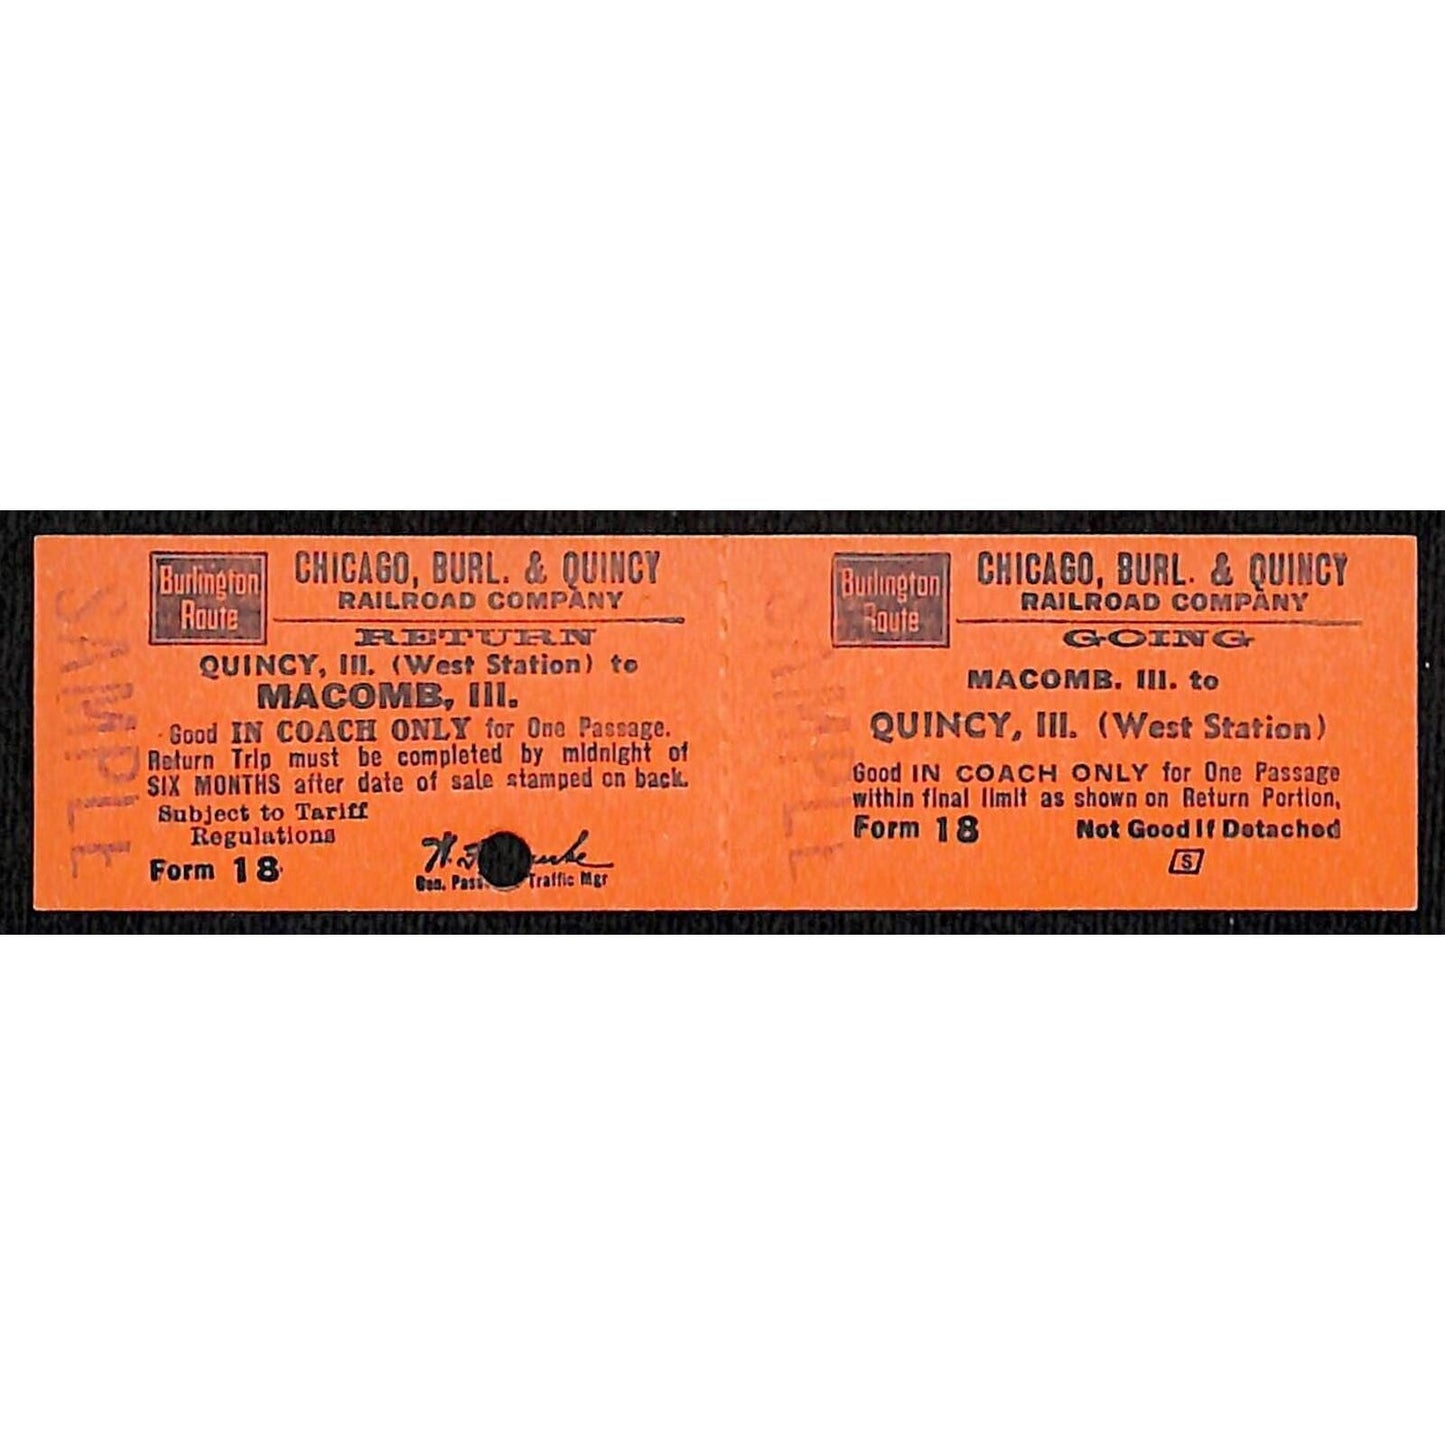 SAMPLE
Burlington
Route
CHICAGO, BURL. & QUINCY
RAILROAD COMPANY
RETURN
QUINCY, Ill. (West Station) to
MACOMB, Ill.
Good IN COACH ONLY for One Passage.
Return Trip must be completed by midnight of
SIX MONTHS after date of sale stamped on back.
Subject to Tariff
Regulations
Form 18
Gen. Pass. Traffic Mgr
SAMPLE
Burlington
Route
CHICAGO, BURL. & QUINCY
RAILROAD COMPANY
GOING
MACOMB. Ill. to
QUINCY, Ill. (West Station)
Good IN COACH ONLY for One Passage
within final limit as shown on Return Portion,
Form 18 Not Good If Detached
S